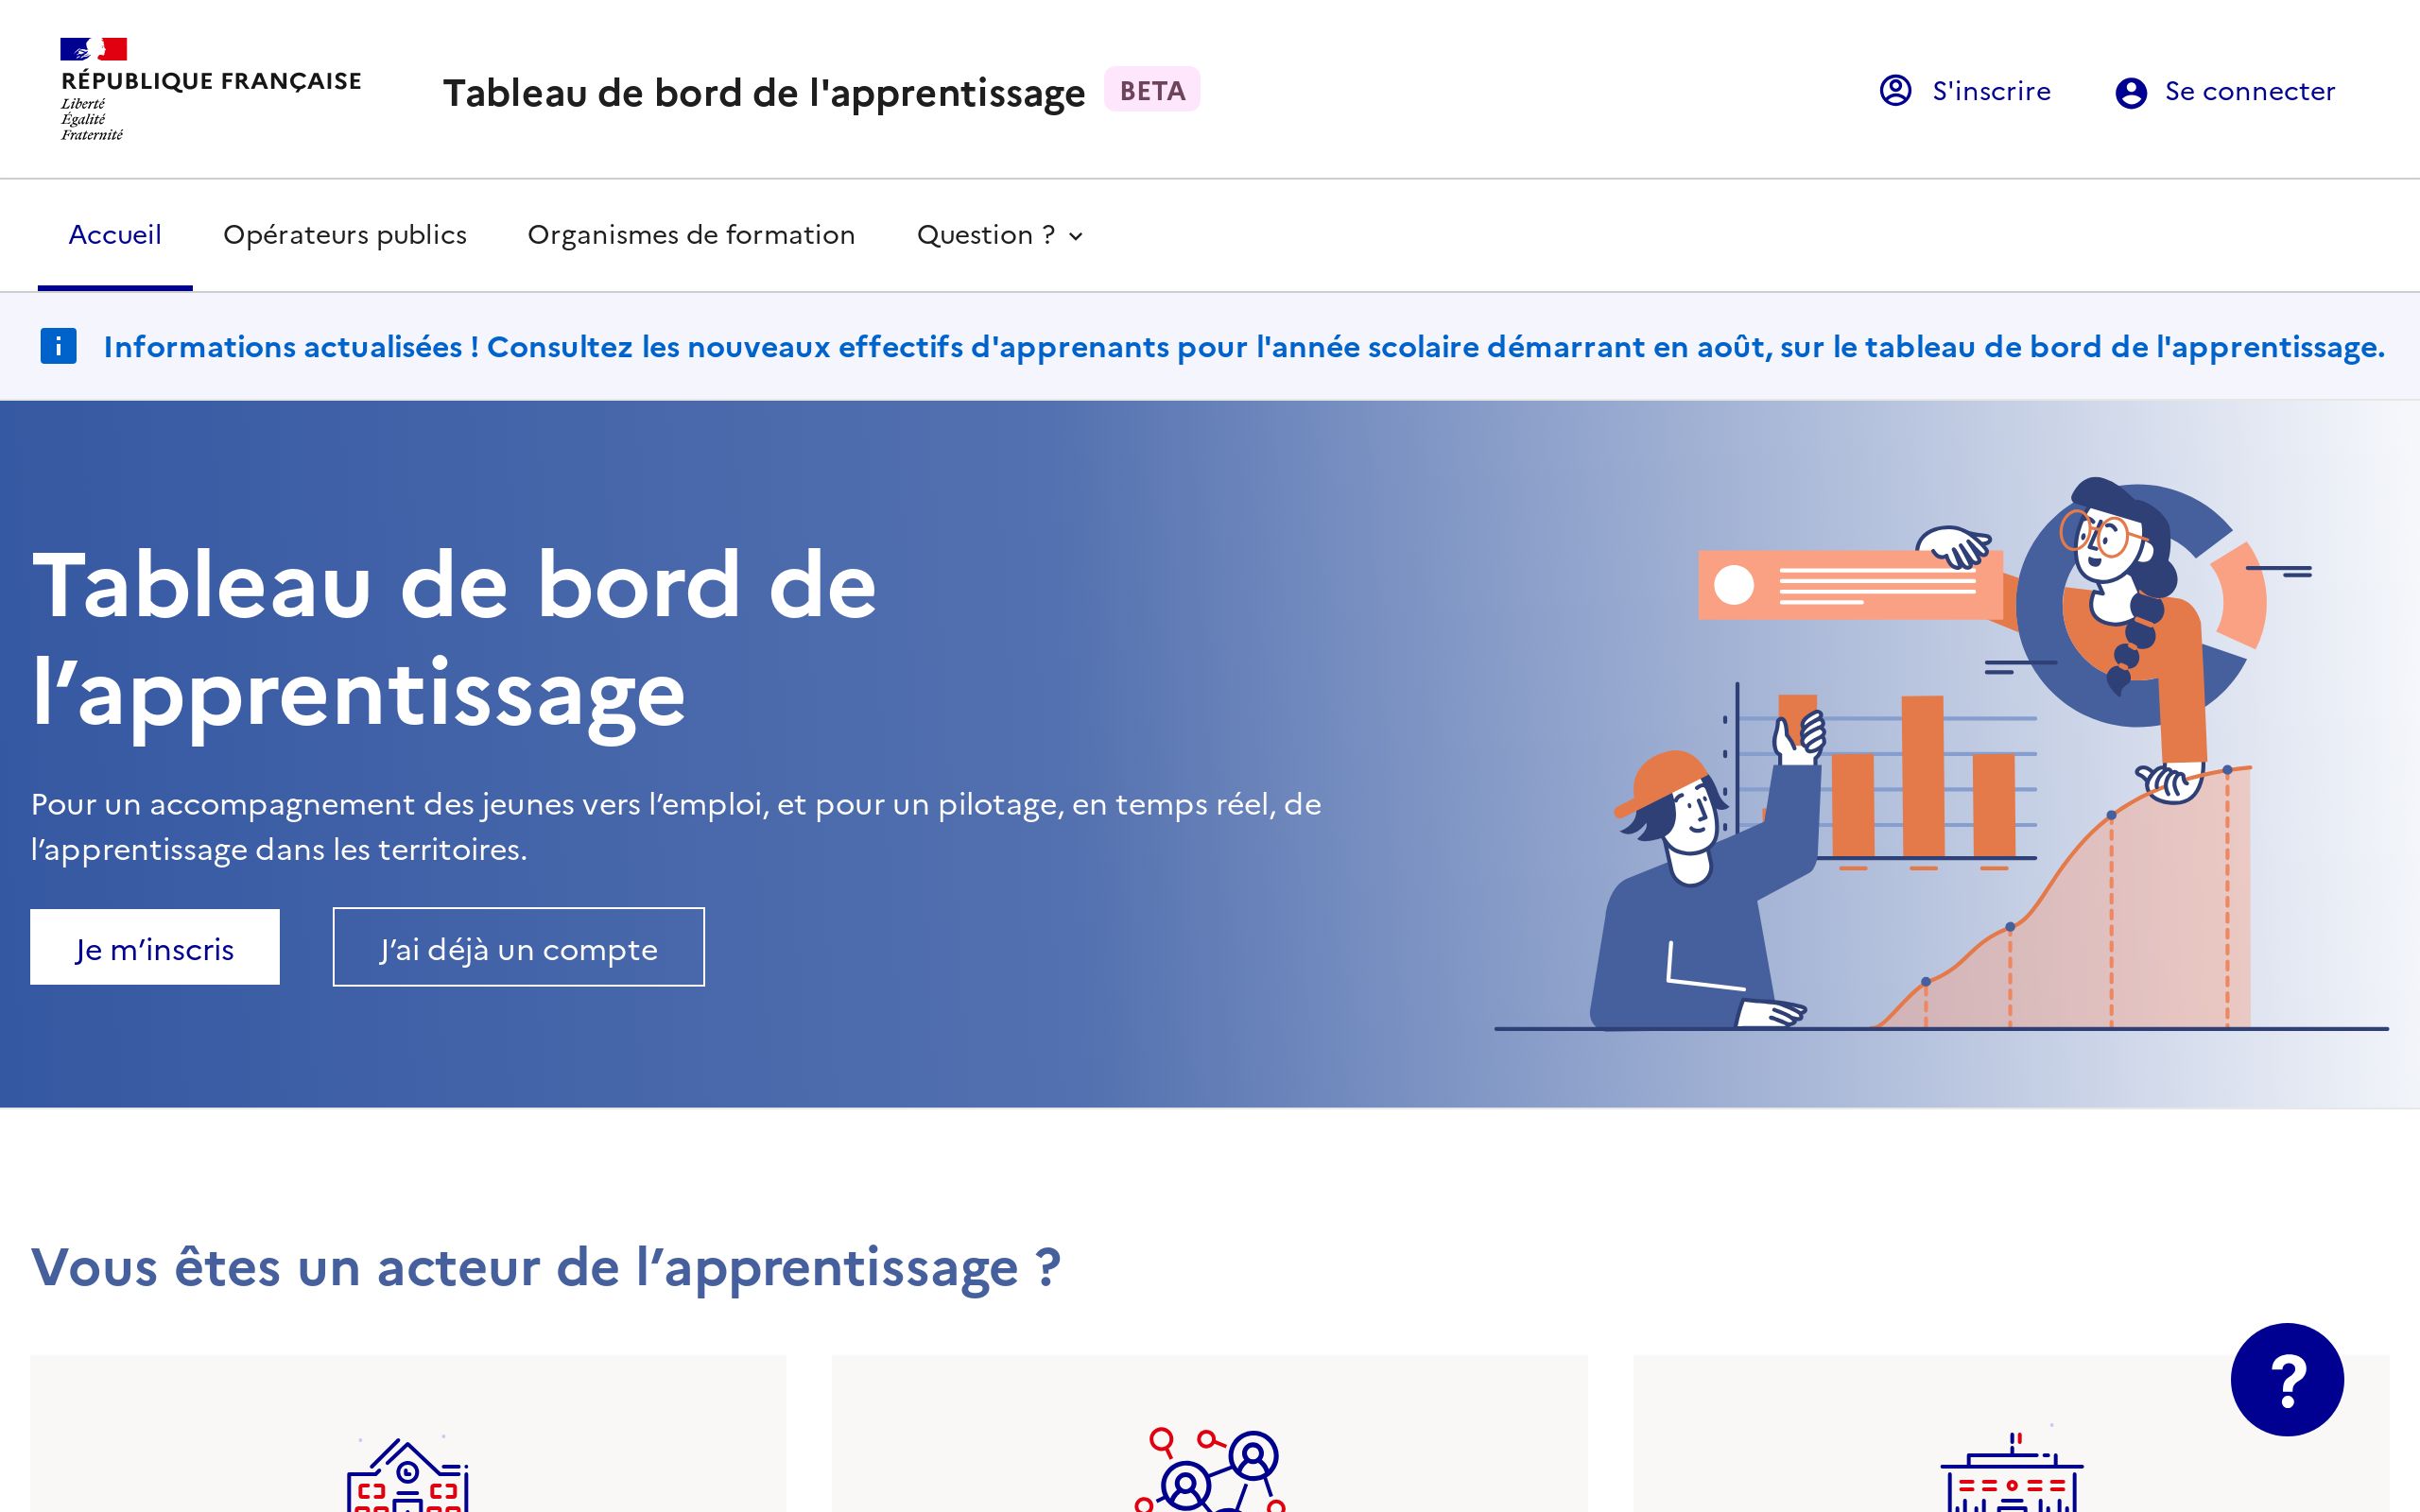 RÉPUBLIQUE FRANÇAISE
Liberté
Égalité
Fraternité
Tableau de bord de l'apprentissage BETA
S'inscrire
Se connecter
Accueil
Opérateurs publics
Organismes de formation
Question ?
Informations actualisées ! Consultez les nouveaux effectifs d'apprenants pour l'année scolaire démarrant en août, sur le tableau de bord de l'apprentissage.
Tableau de bord de
l’apprentissage
Pour un accompagnement des jeunes vers l’emploi, et pour un pilotage, en temps réel, de
l’apprentissage dans les territoires.
Je m’inscris
J’ai déjà un compte
Vous êtes un acteur de l’apprentissage ?
?